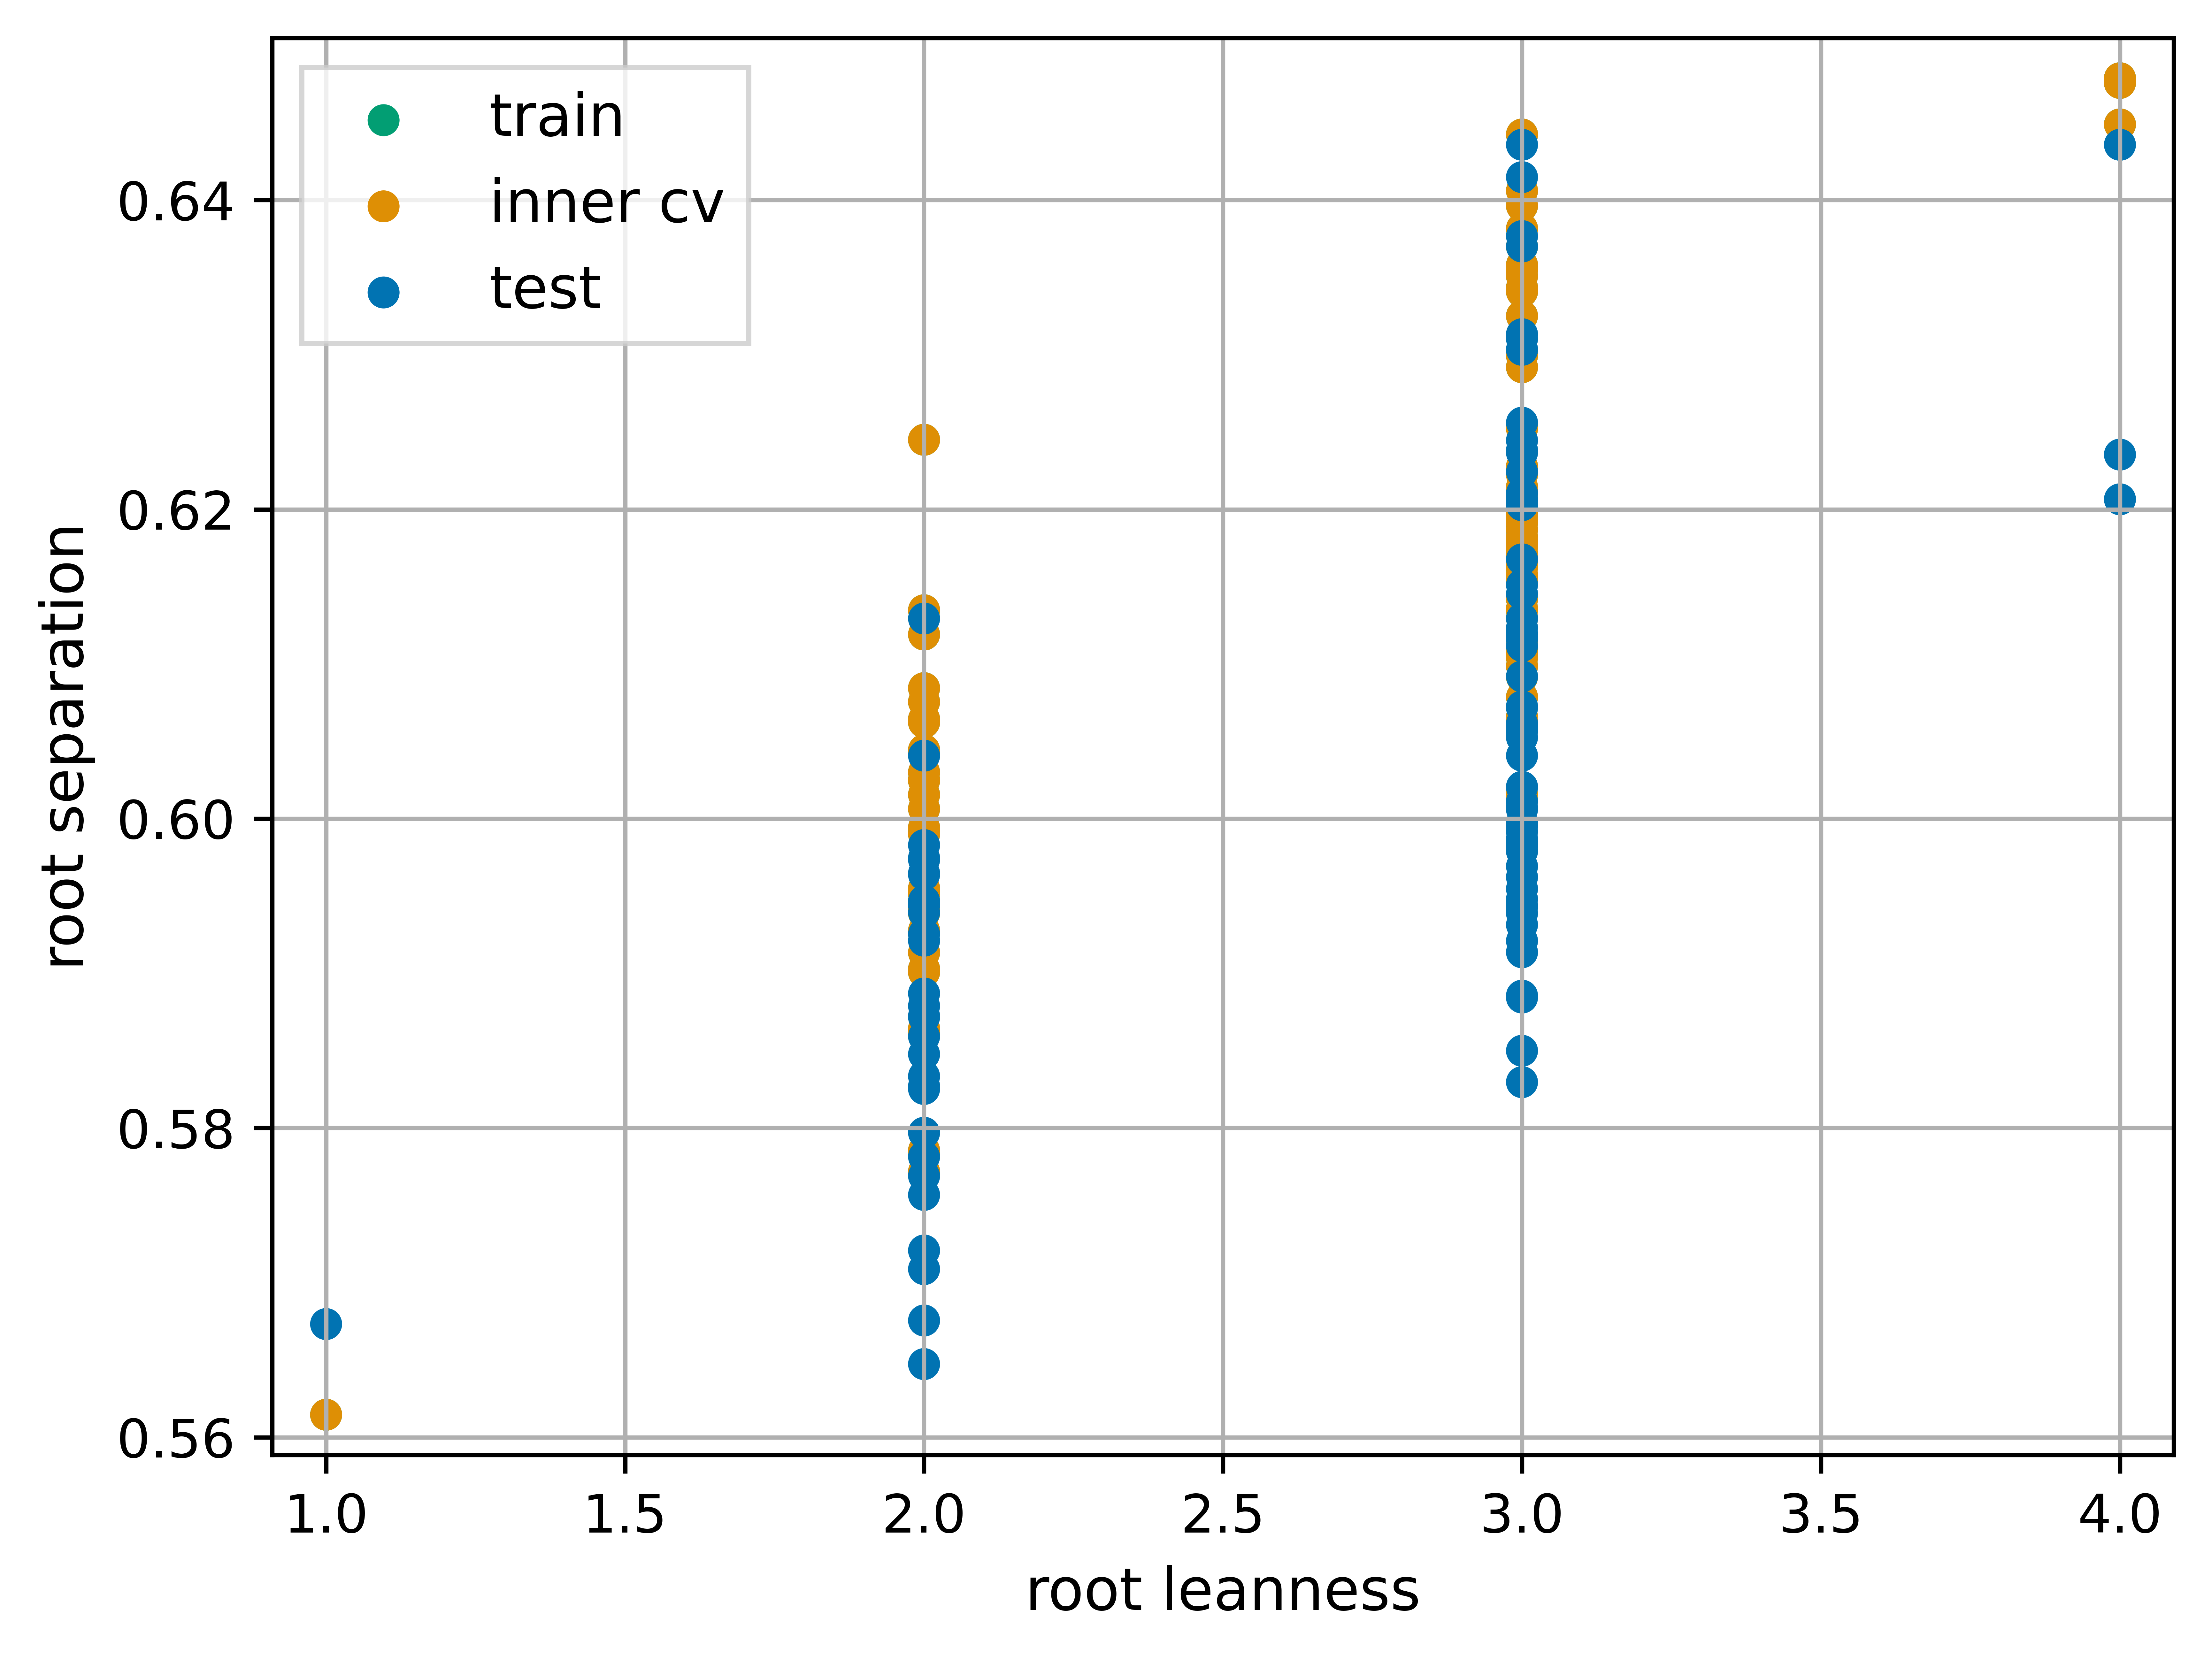 train
inner cv
test
0.64
0.62
0.60
0.58
0.56
root separation
1.0 1.5 2.0 2.5 3.0 3.5 4.0
root leanness